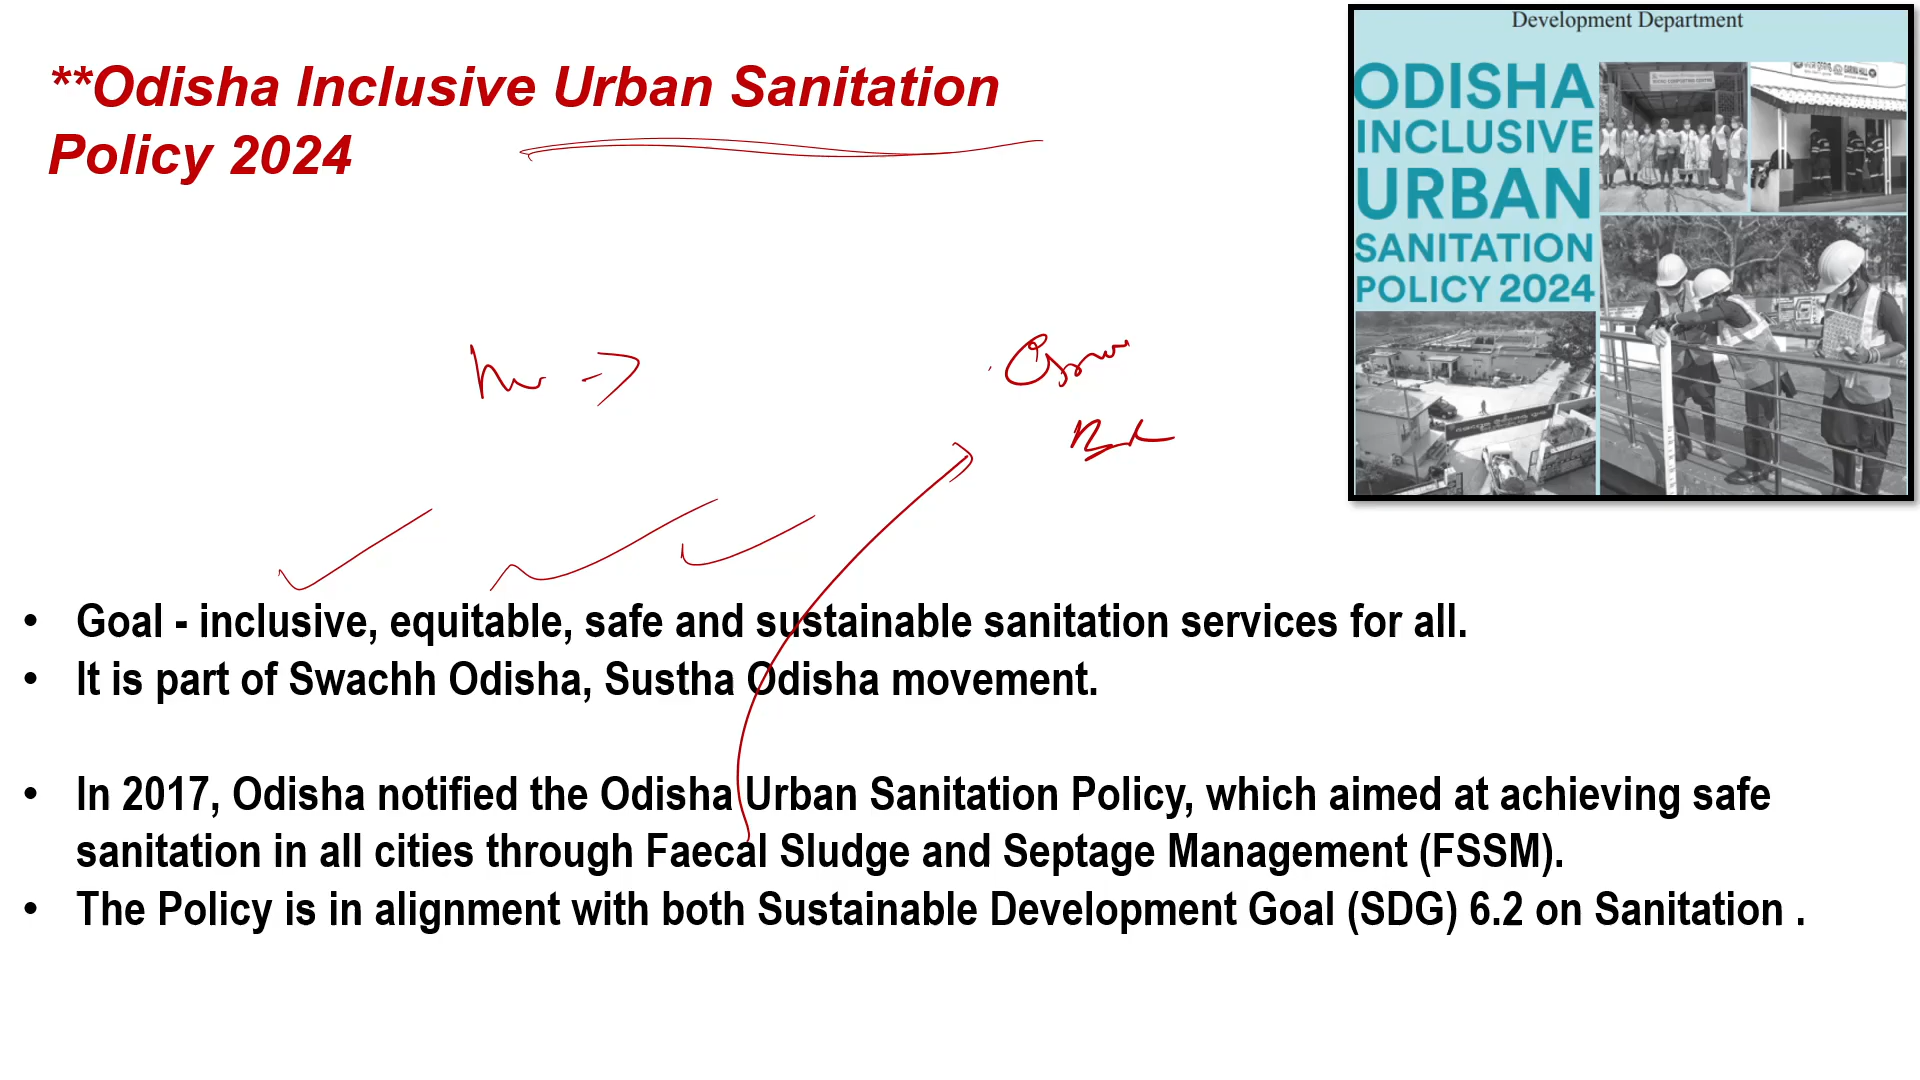 **Odisha Inclusive Urban Sanitation
Policy 2024
Development Department
ODISHA
INCLUSIVE
URBAN
SANITATION
POLICY 2024
• Goal - inclusive, equitable, safe and sustainable sanitation services for all.
• It is part of Swachh Odisha, Sustha Odisha movement.
• In 2017, Odisha notified the Odisha Urban Sanitation Policy, which aimed at achieving safe
sanitation in all cities through Faecal Sludge and Septage Management (FSSM).
• The Policy is in alignment with both Sustainable Development Goal (SDG) 6.2 on Sanitation .